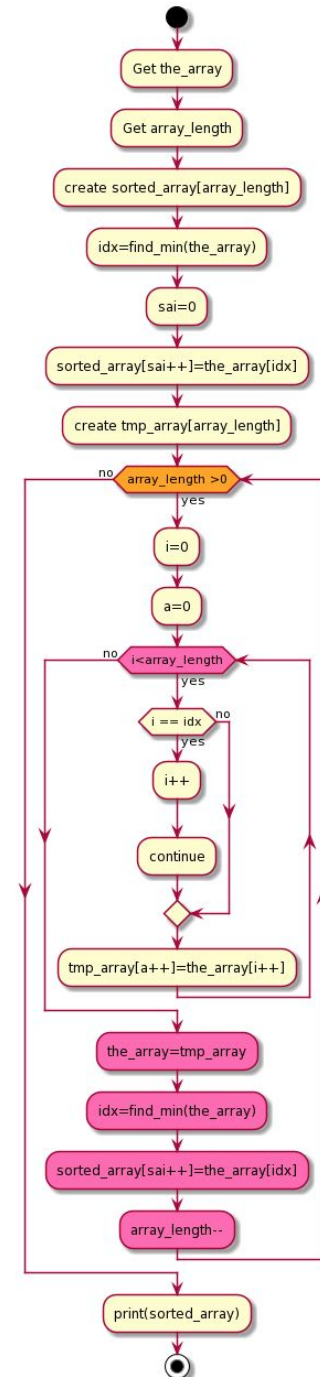 Get the_array
Get array_length
create sorted_array[array_length]
idx=find_min(the_array)
sai=0
sorted_array[sai++]=the_array[idx]
create tmp_array[array_length]
no
array_length >0
yes
i=0
a=0
no
i<array_length
yes
i == idx
no
yes
i++
continue
tmp_array[a++]=the_array[i++]
the_array=tmp_array
idx=find_min(the_array)
sorted_array[sai++]=the_array[idx]
array_length--
print(sorted_array)